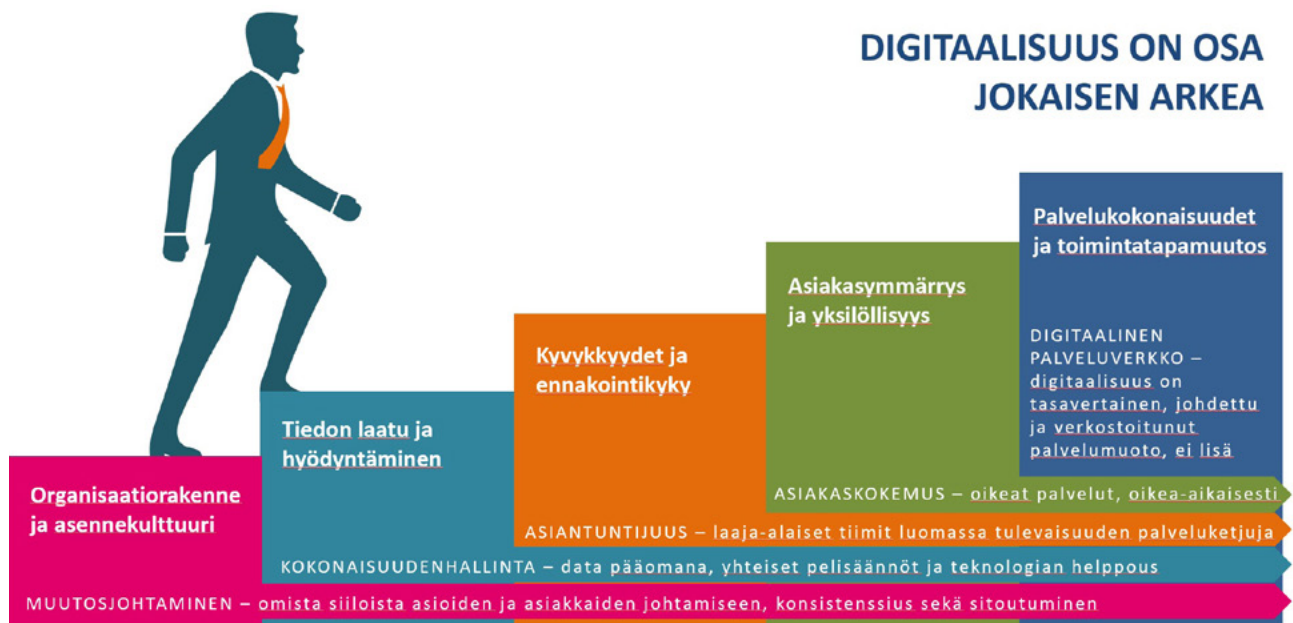 DIGITAALISUUS ON OSA
JOKAISEN ARKEA
Organisaatiorakenne
ja asennekulttuuri
Tiedon laatu ja
hyödyntäminen
Kyvykkyydet ja
ennakointikyky
Asiakasymmärrys
ja yksilöllisyys
Palvelukokonaisuudet
ja toimintatapamuutos
DIGITAALINEN
PALVELUVERKKO –
digitaalisuus on
tasavertainen, johdettu
ja verkostoitunut
palvelumuoto, ei lisä
ASIAKASKOKEMUS – oikeat palvelut, oikea-aikaisesti
ASIANTUNTIJUUS – laaja-alaiset tiimit luomassa tulevaisuuden palveluketjuja
KOKONAISUUDENHALLINTA – data pääomana, yhteiset pelisäännöt ja teknologian helppous
MUUTOSJOHTAMINEN – omista siiloista asioiden ja asiakkaiden johtamiseen, konsistenssius sekä sitoutuminen